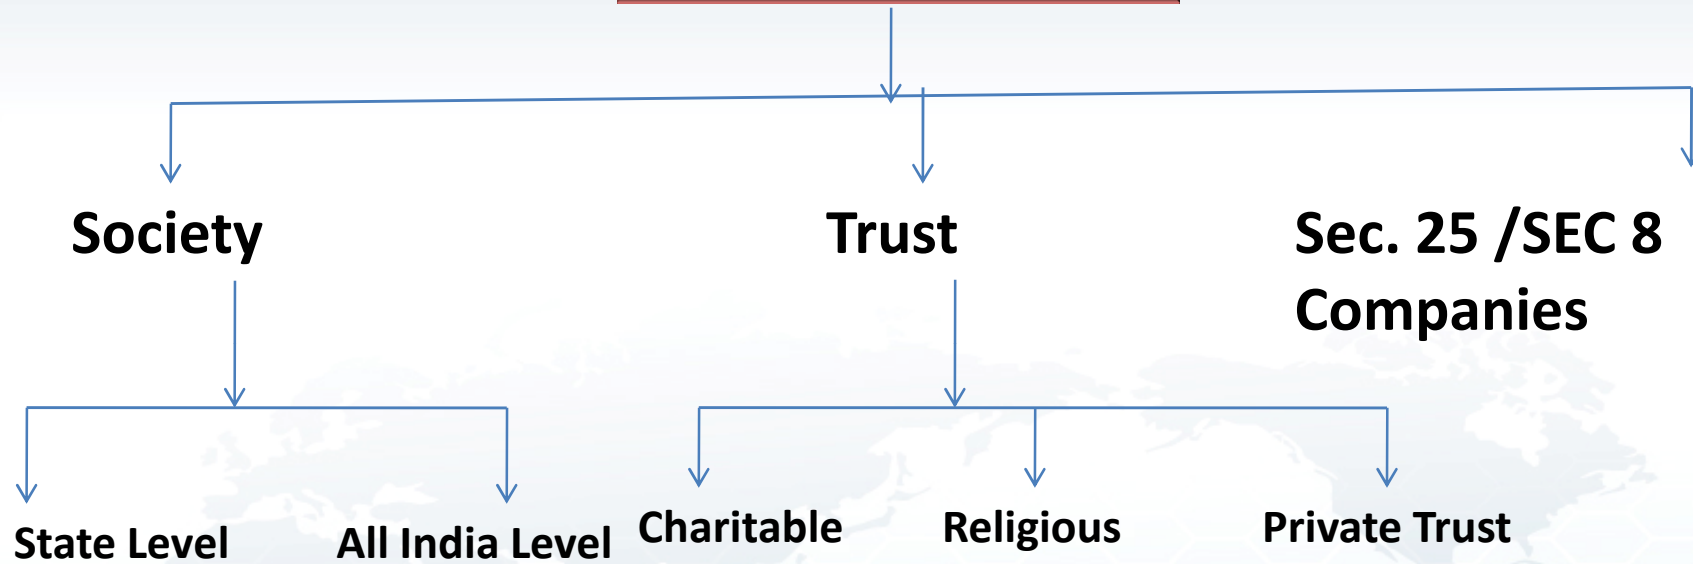 Society
Trust
Sec. 25 /SEC 8
Companies
State Level
All India Level
Charitable
Religious
Private Trust